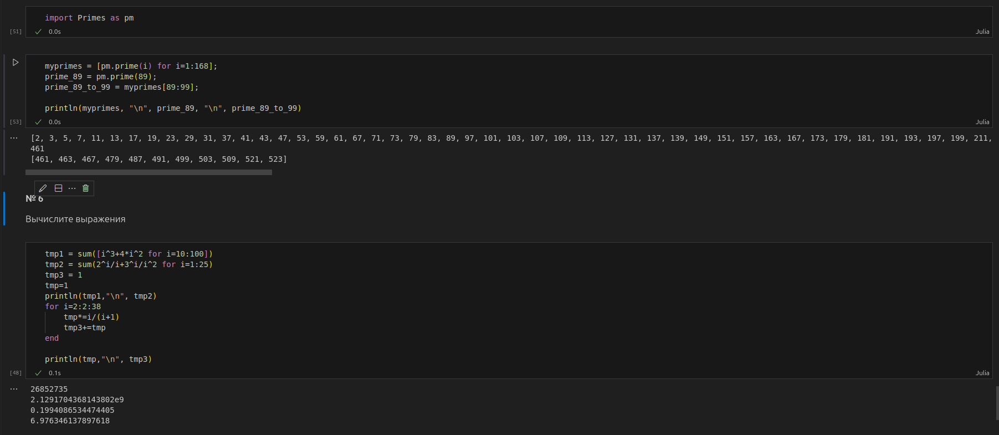 import Primes as pm
[51]
0.0s
Julia
myprimes = [pm.prime(i) for i=1:168];
prime_89 = pm.prime(89);
prime_89_to_99 = myprimes[89:99];
println(myprimes, "\n", prime_89, "\n", prime_89_to_99)
[53]
0.0s
Julia
[2, 3, 5, 7, 11, 13, 17, 19, 23, 29, 31, 37, 41, 43, 47, 53, 59, 61, 67, 71, 73, 79, 83, 89, 97, 101, 103, 107, 109, 113, 127, 131, 137, 139, 149, 151, 157, 163, 167, 173, 179, 181, 191, 193, 197, 199, 211,
461
[461, 463, 467, 479, 487, 491, 499, 503, 509, 521, 523]
№ 6
Вычислите выражения
tmp1 = sum([i^3+4*i^2 for i=10:100])
tmp2 = sum(2^i/i+3^i/i^2 for i=1:25)
tmp3 = 1
tmp=1
println(tmp1,"\n", tmp2)
for i=2:2:38
tmp*=i/(i+1)
tmp3+=tmp
end
println(tmp,"\n", tmp3)
[48]
0.1s
Julia
26852735
2.1291704368143802e9
0.1994086534474405
6.976346137897618